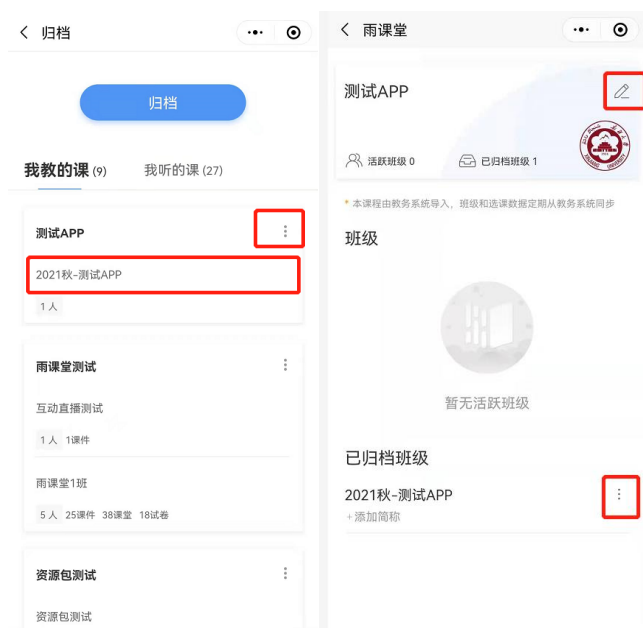 归档
归档
我教的课 (9) 我听的课 (27)
测试APP
2021秋-测试APP
1人
雨课堂测试
互动直播测试
1人 1课件
雨课堂1班
5人 25课件 38课堂 18试卷
资源包测试
资源包测试
雨课堂
测试APP
活跃班级 0 已归档班级 1
* 本课程由教务系统导入，班级和选课数据定期从教务系统同步
班级
暂无活跃班级
已归档班级
2021秋-测试APP
+添加简称